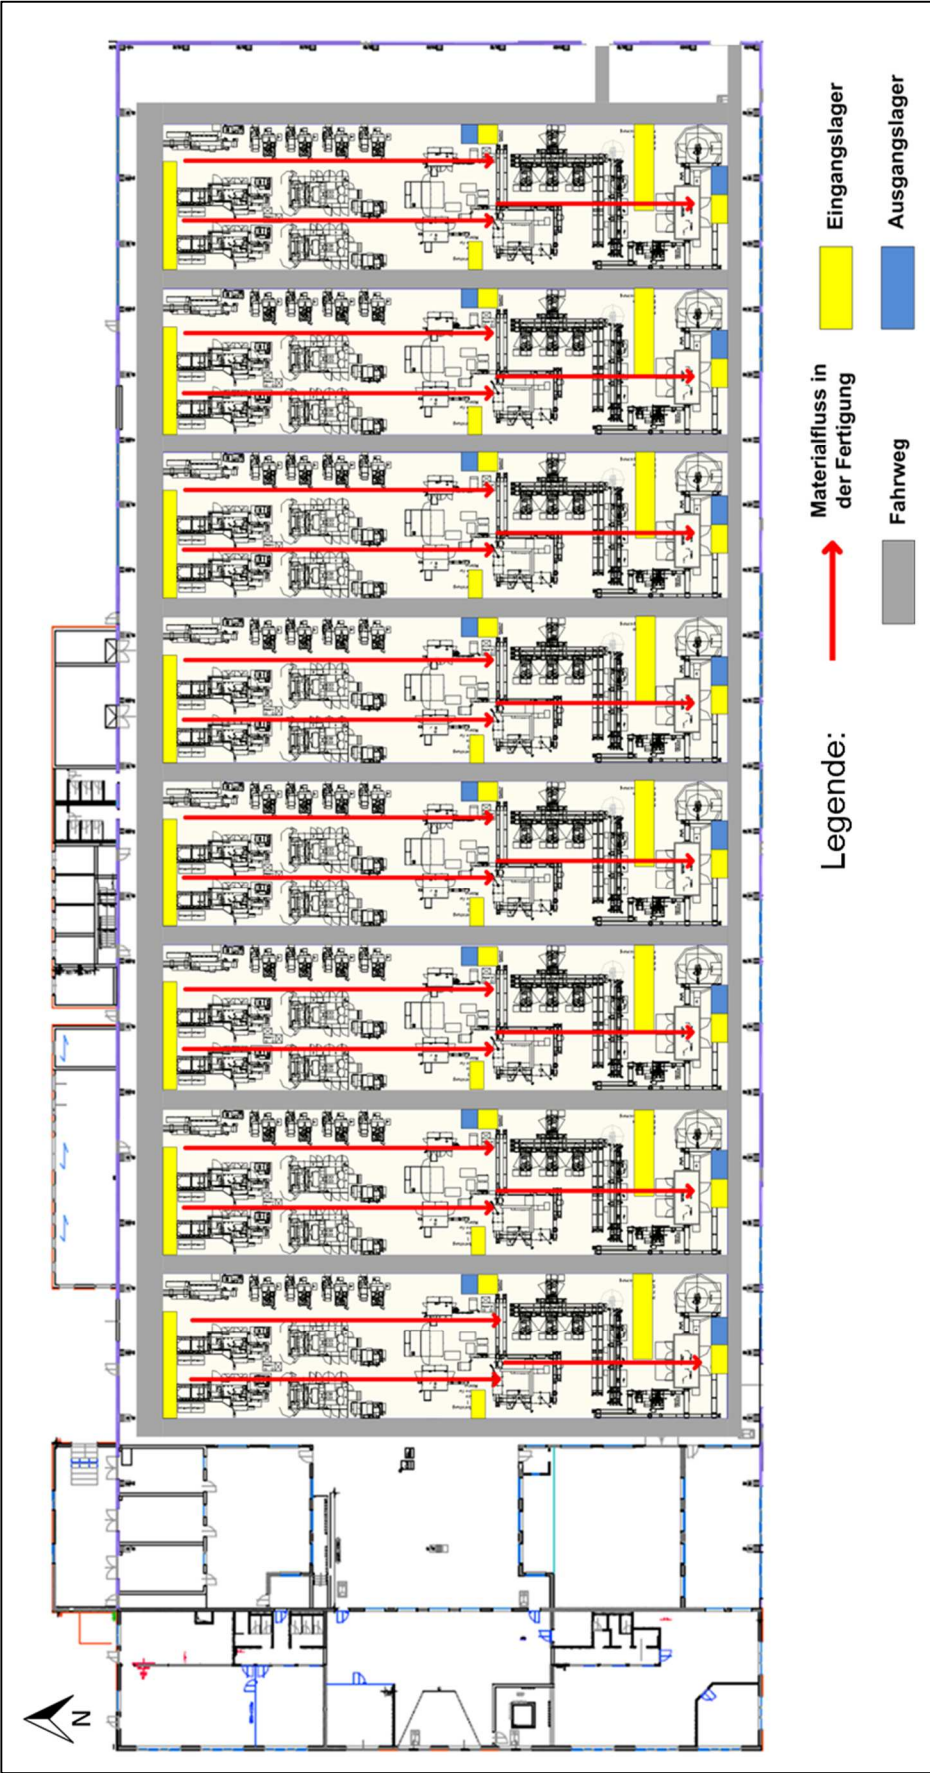 N
Legende:
Materialfluss in
der Fertigung
Fahrweg
Eingangslager
Ausgangslager